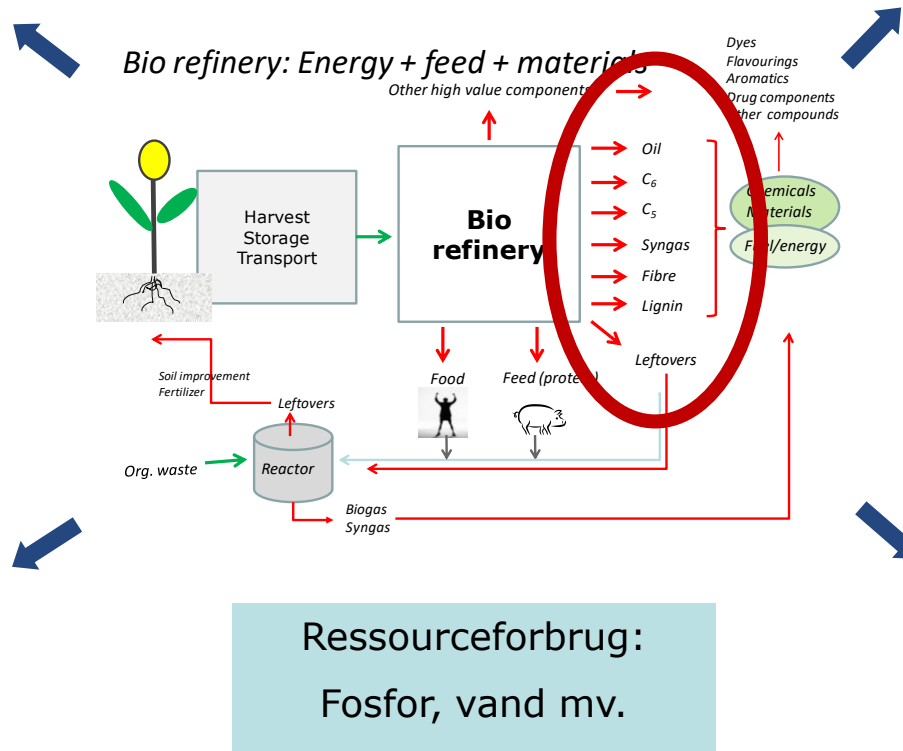 Bio refinery: Energy + feed + materials
Other high value components
Dyes
Flavourings
Aromatics
Drug components
Other compounds
Harvest
Storage
Transport
Bio
refinery
Oil
C6
C5
Syngas
Fibre
Lignin
Leftovers
Chemicals
Materials
Fuel/energy
Food
Feed (protein)
Soil improvement
Fertilizer
Leftovers
Org. waste
Reactor
Biogas
Syngas
Ressourceforbrug:
Fosfor, vand mv.